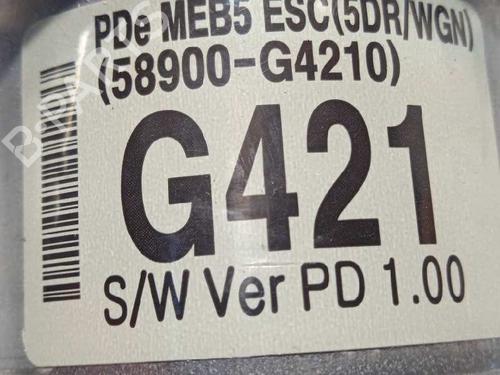 PDe MEB5 ESC(5DR/WGN)
(58900-G4210)
G421
S/W Ver PD 1.00